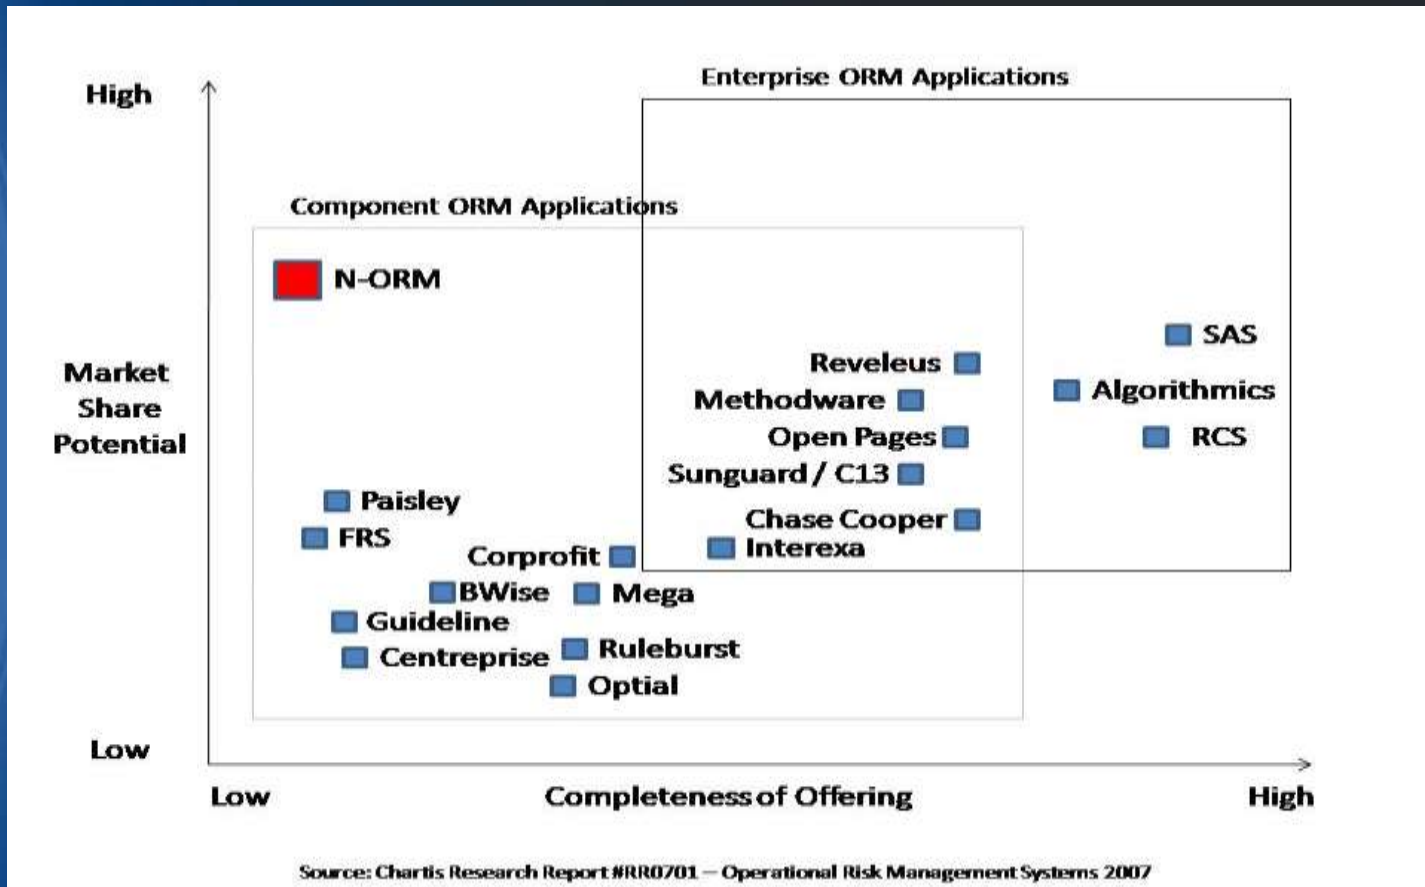 Enterprise ORM Applications
High
Component ORM Applications
N-ORM
SAS
Reveleus
Market
Share
Potential
Algorithmics
Methodware
Open Pages
RCS
Sunguard / C13
Paisley
Chase Cooper
FRS
Interexa
Corprofit
BWise
Mega
Guideline
Ruleburst
Centreprise
Optial
Low
Low
Completeness of Offering
High
Source: Chartis Research Report #RR0701 – Operational Risk Management Systems 2007